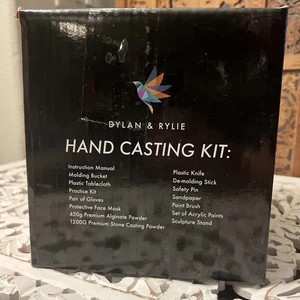 DYLAN & RYLIE
HAND CASTING KIT:
Instruction Manual
Molding Bucket
Plastic Tablecloth
Practice Kit
Pair of Gloves
Protective Face Mask
450g Premium Alginate Powder
1200G Premium Stone Casting Powder
Plastic Knife
De-molding Stick
Safety Pin
Sandpaper
Paint Brush
Set of Acrylic Paints
Sculpture Stand